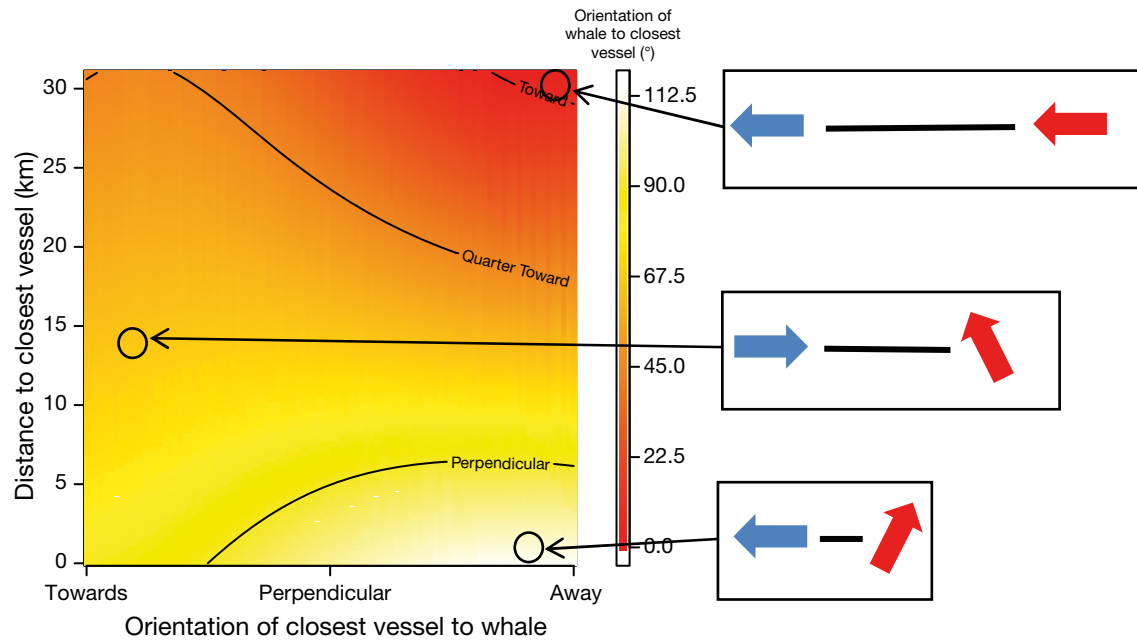 Orientation of
whale to closest
vessel (°)
Distance to closest vessel (km)
30
25
20
15
10
5
0
Toward
Quarter Toward
Perpendicular
112.5
90.0
67.5
45.0
22.5
0.0
Towards
Perpendicular
Away
Orientation of closest vessel to whale